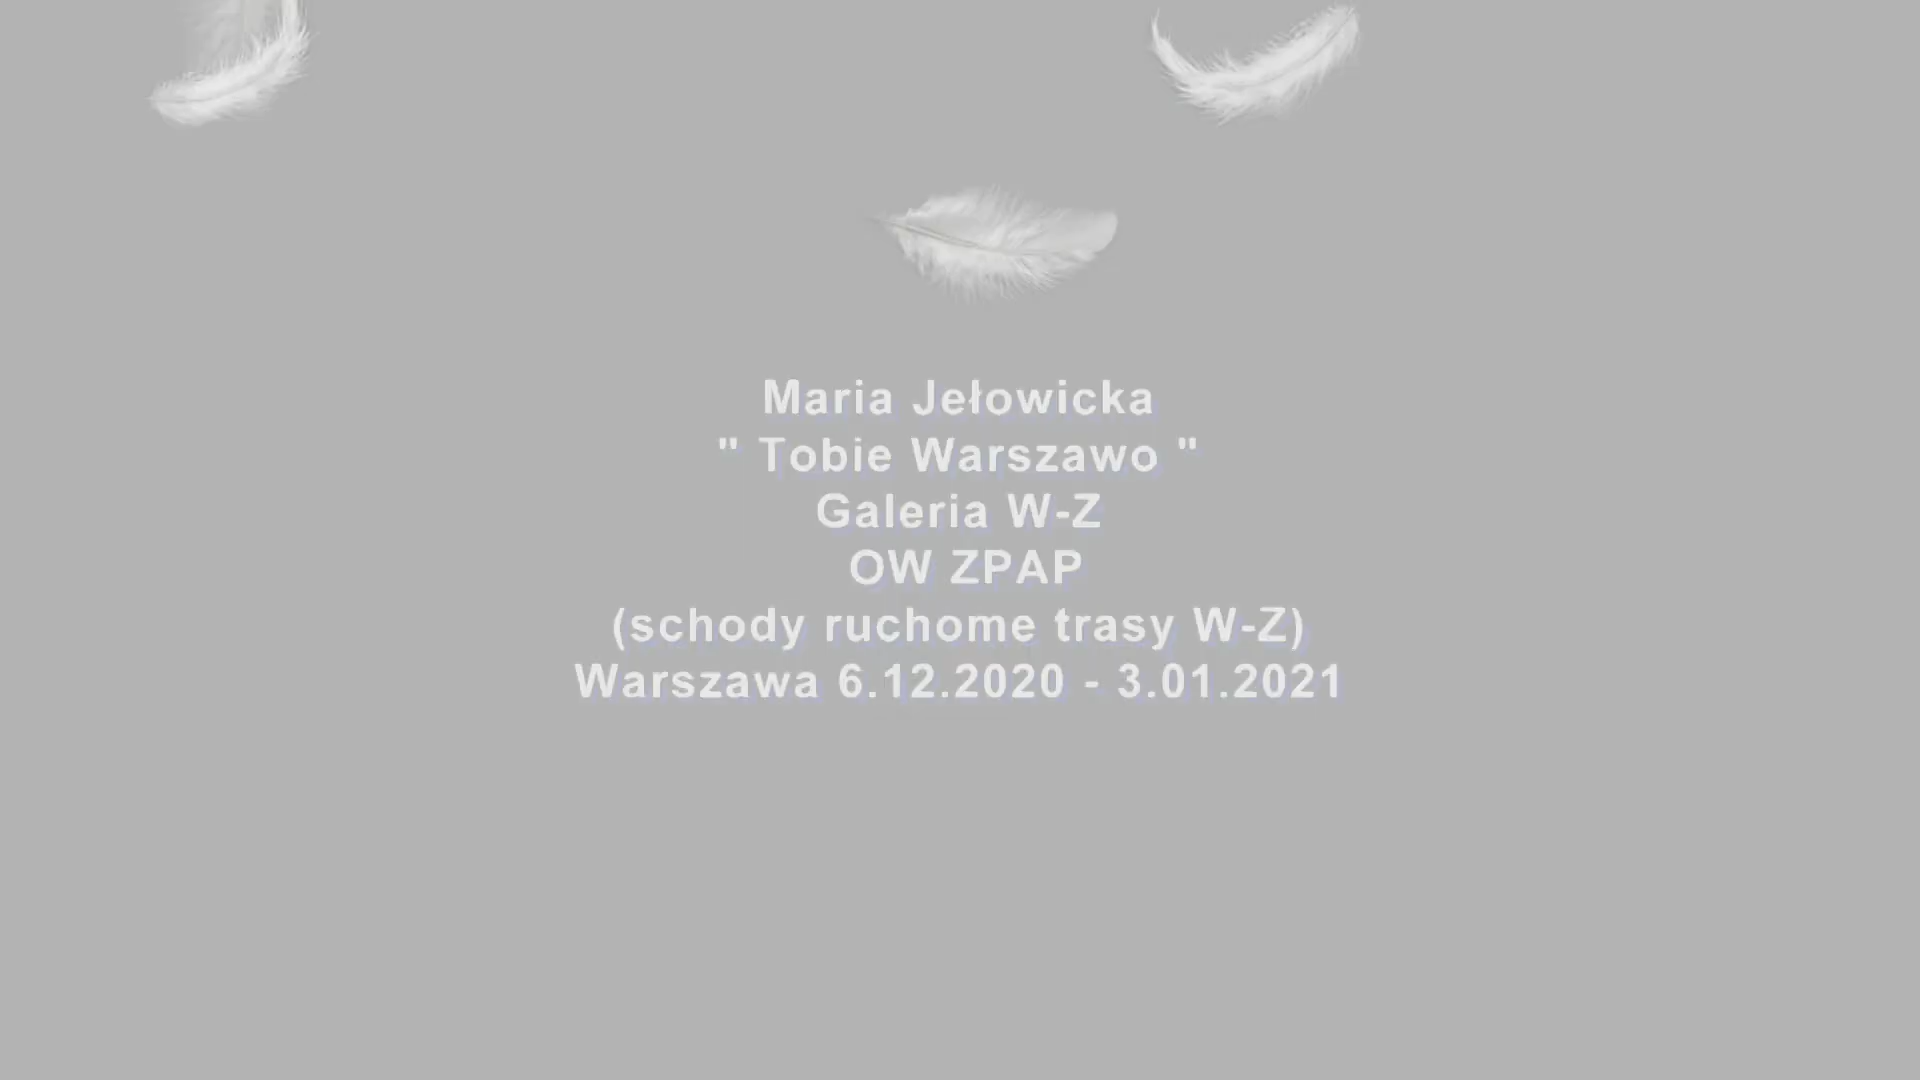 Maria Jełowicka
" Tobie Warszawo "
Galeria W-Z
OW ZPAP
(schody ruchome trasy W-Z)
Warszawa 6.12.2020 - 3.01.2021